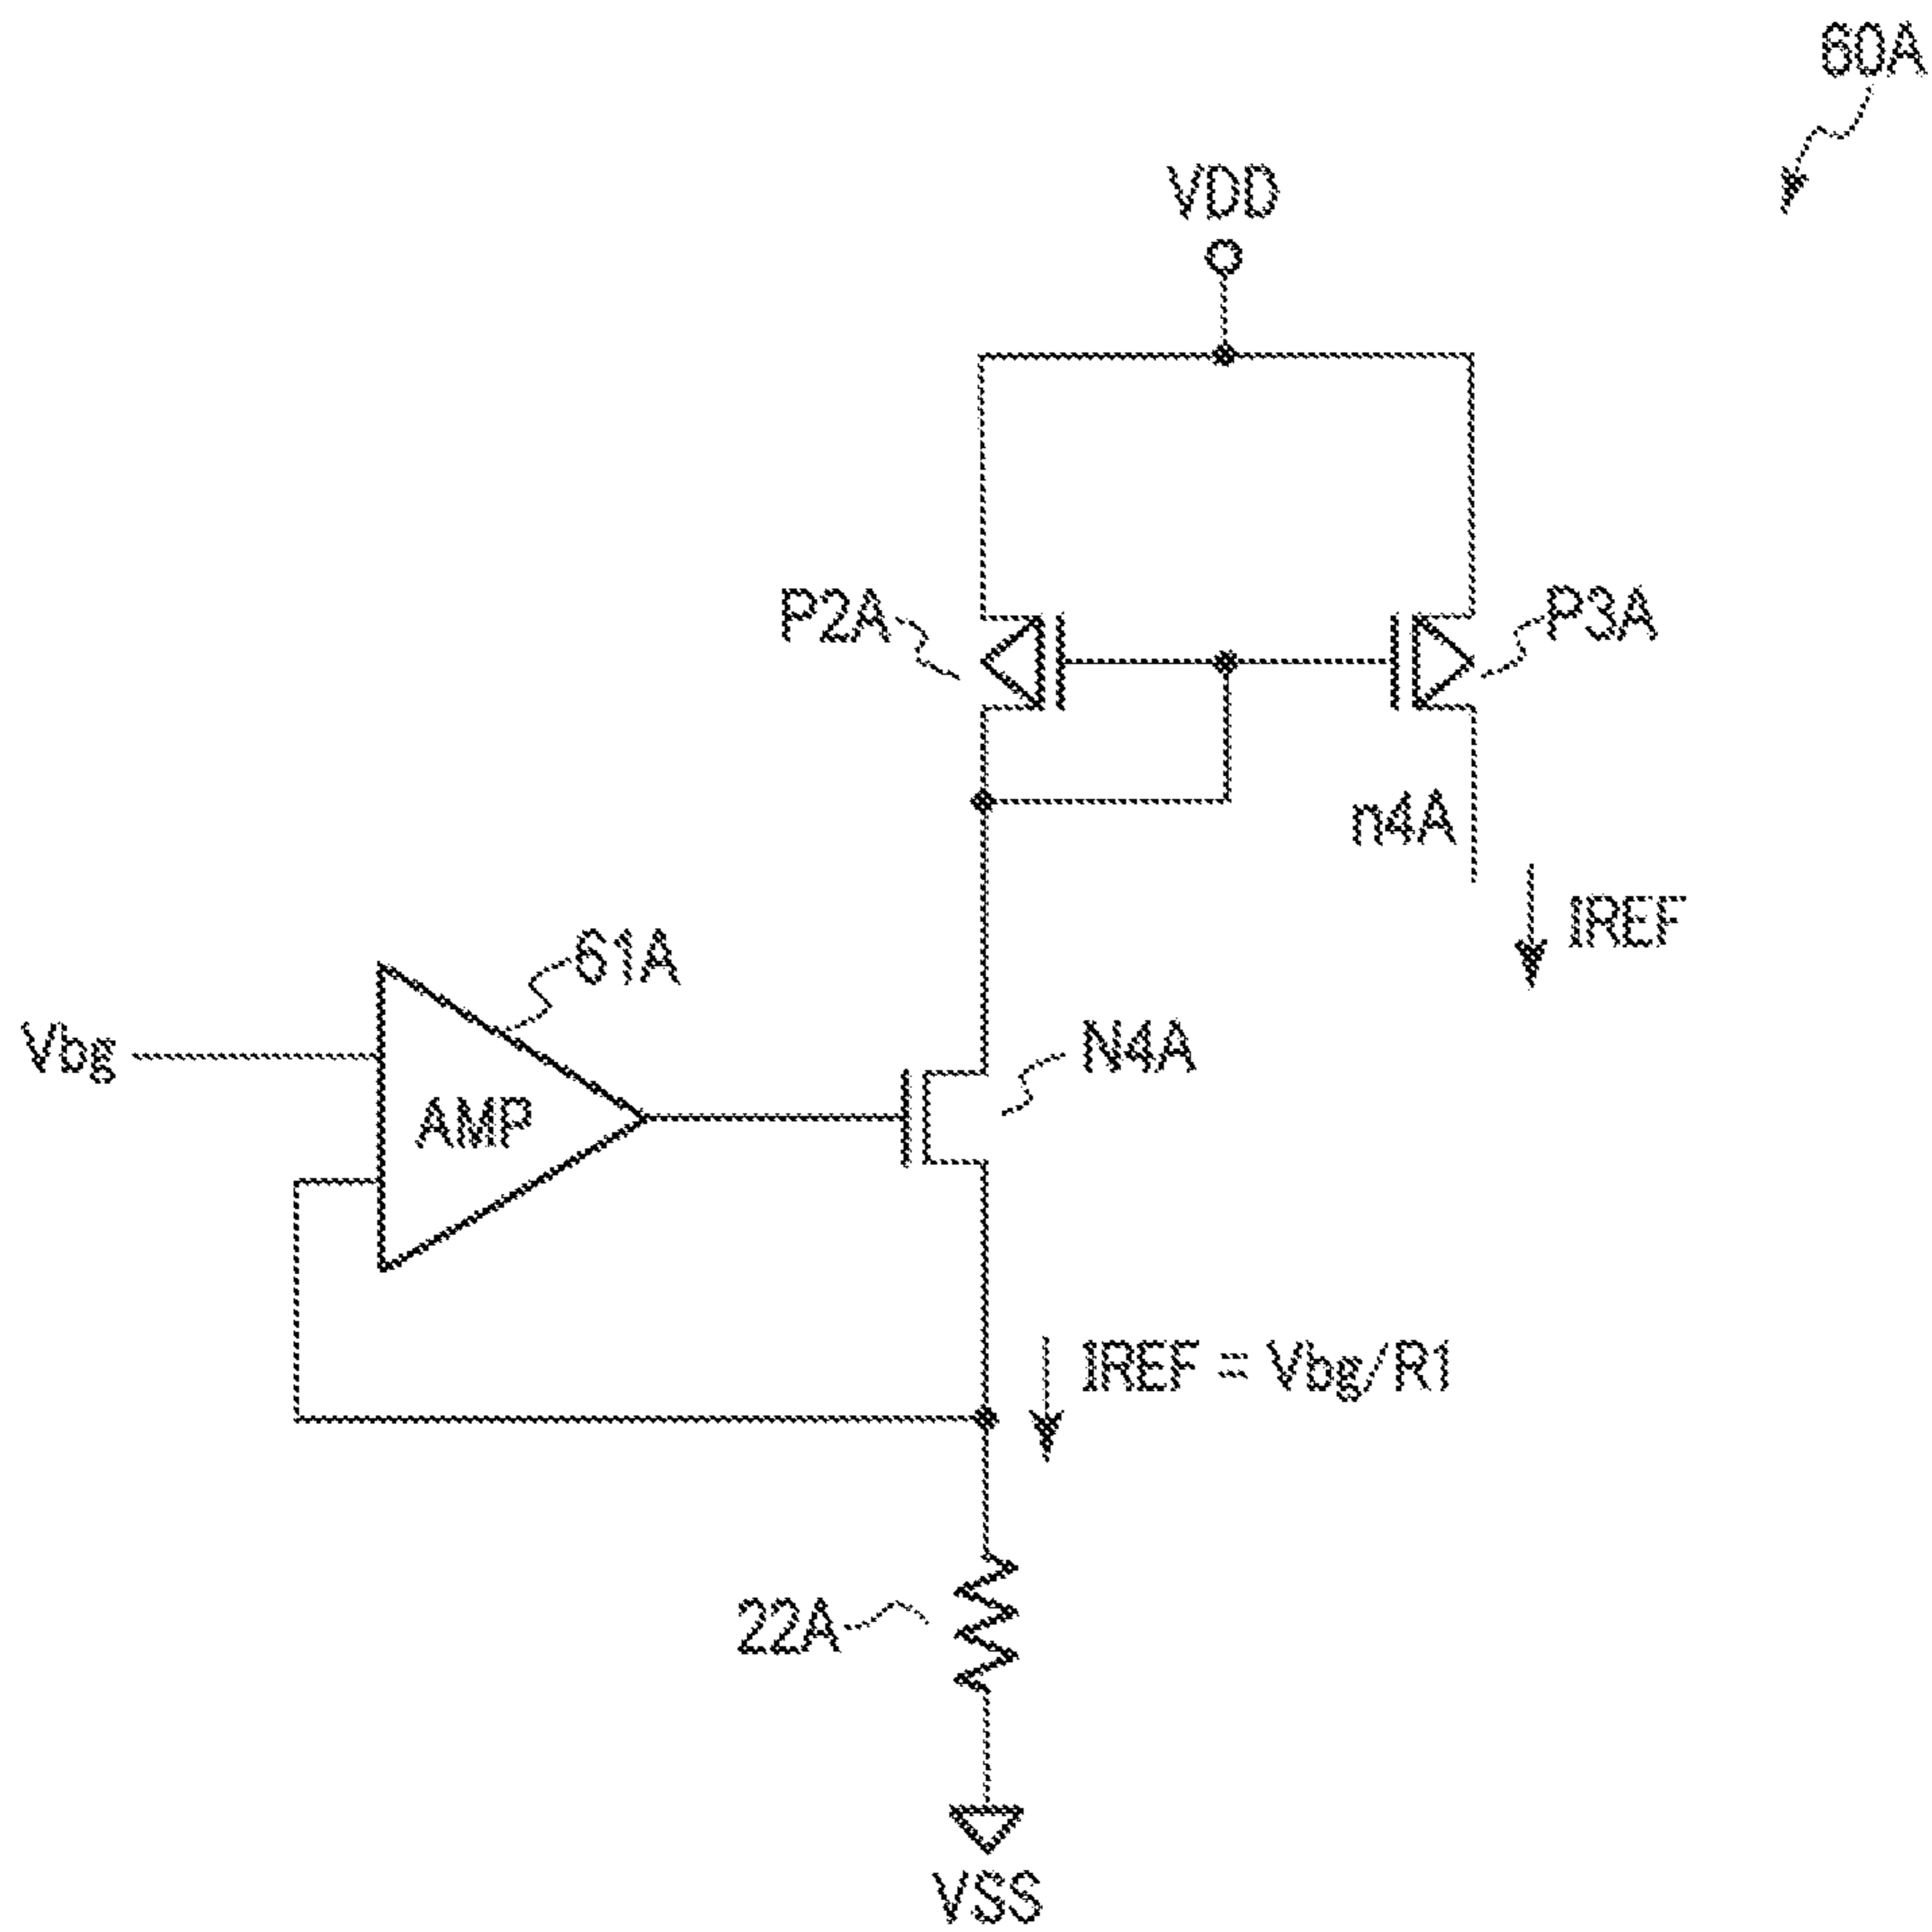 60A
VDD
P2A
P3A
n4A
IREF
61A
Vbg
AMP
N4A
IREF = Vbg/R1
22A
VSS